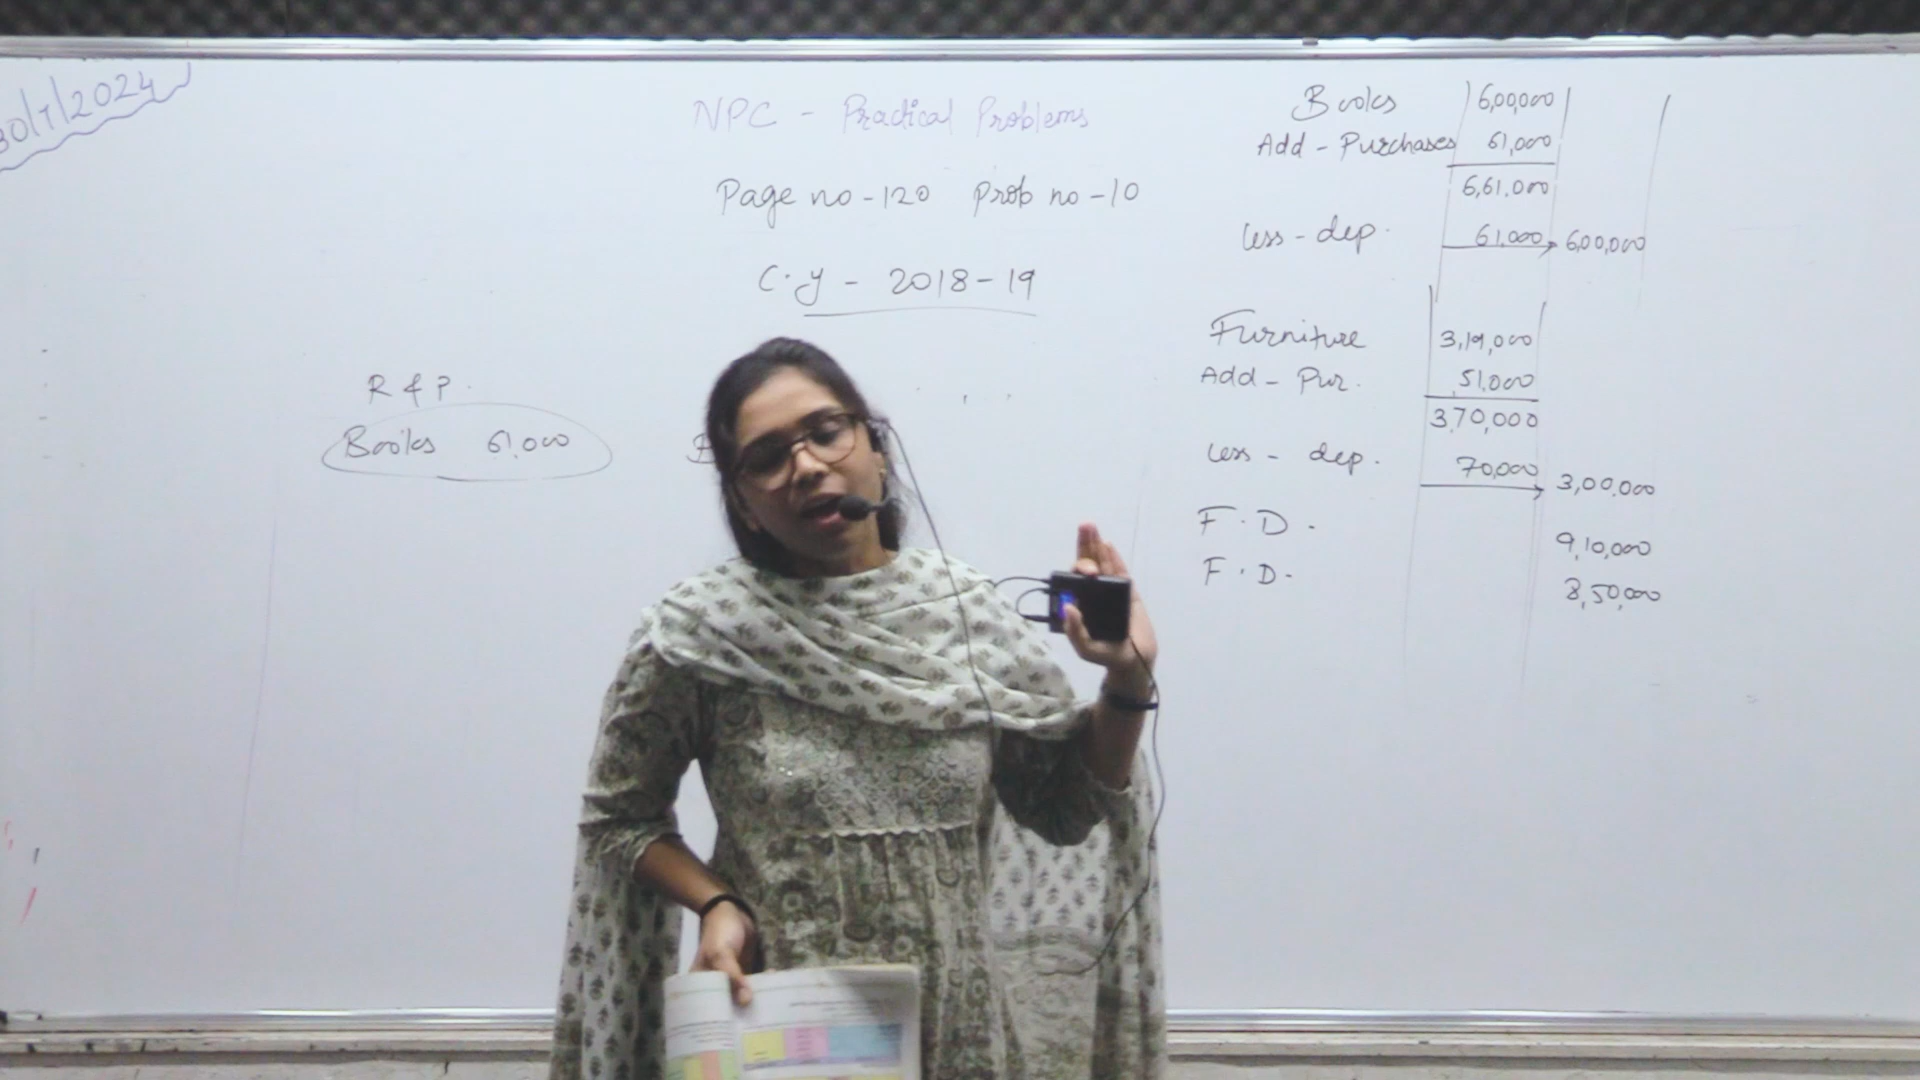 30/7/2024
NPC - Practical Problems
Page no - 120 Prob no - 10
C.y - 2018 - 19
R & P.
Books 61,000
Books 6,00,000
Add - Purchases 61,000
6,61,000
Less - dep. 61,000 6,00,000
Furniture 3,19,000
Add - Pur. 51,000
3,70,000
Less - dep. 70,000 3,00,000
F.D. 9,10,000
F.D. 8,50,000